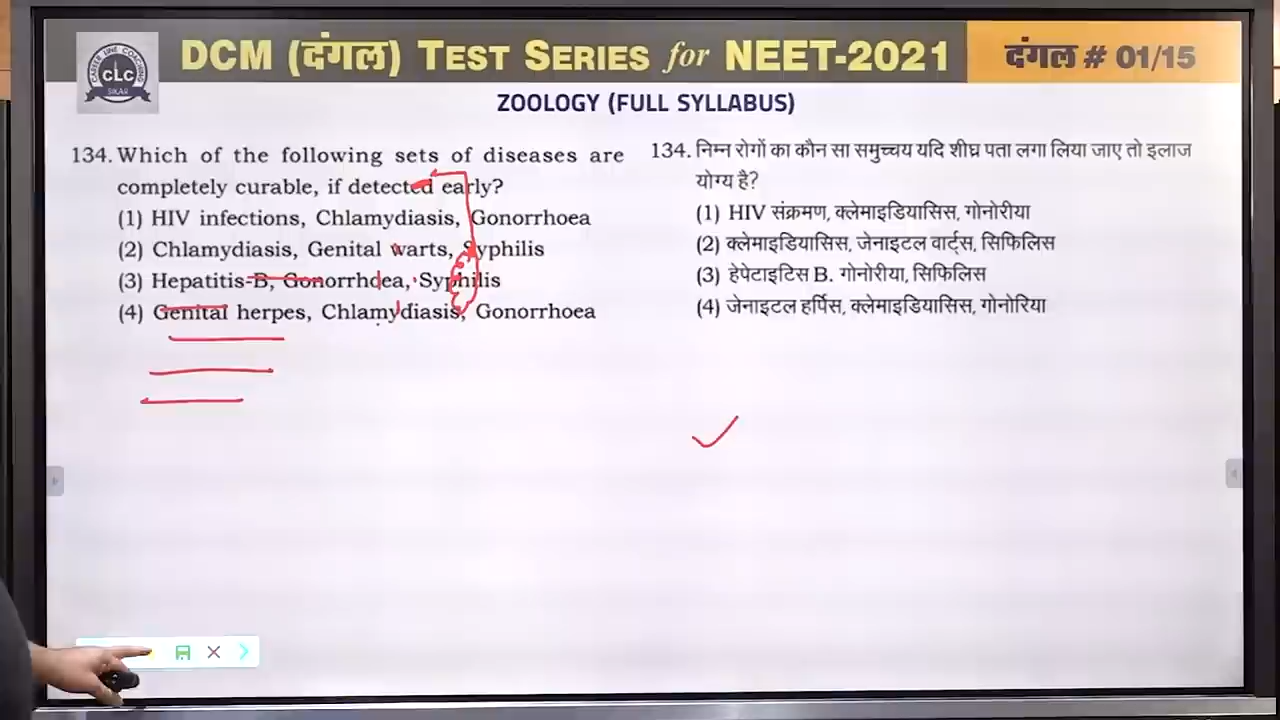 DCM (दंगल) TEST SERIES for NEET-2021
दंगल # 01/15
CLC
SIKAR
ZOOLOGY (FULL SYLLABUS)
134. Which of the following sets of diseases are
completely curable, if detected early?
(1) HIV infections, Chlamydiasis, Gonorrhoea
(2) Chlamydiasis, Genital warts, Syphilis
(3) Hepatitis-B, Gonorrhoea, Syphilis
(4) Genital herpes, Chlamydiasis, Gonorrhoea
134. निम्न रोगों का कौन सा समुच्चय यदि शीघ्र पता लगा लिया जाए तो इलाज
योग्य है?
(1) HIV संक्रमण, क्लेमाइडियासिस, गोनोरीया
(2) क्लेमाइडियासिस, जेनाइटल वार्ट्स, सिफिलिस
(3) हेपेटाइटिस B. गोनोरीया, सिफिलिस
(4) जेनाइटल हर्पिस, क्लेमाइडियासिस, गोनोरिया